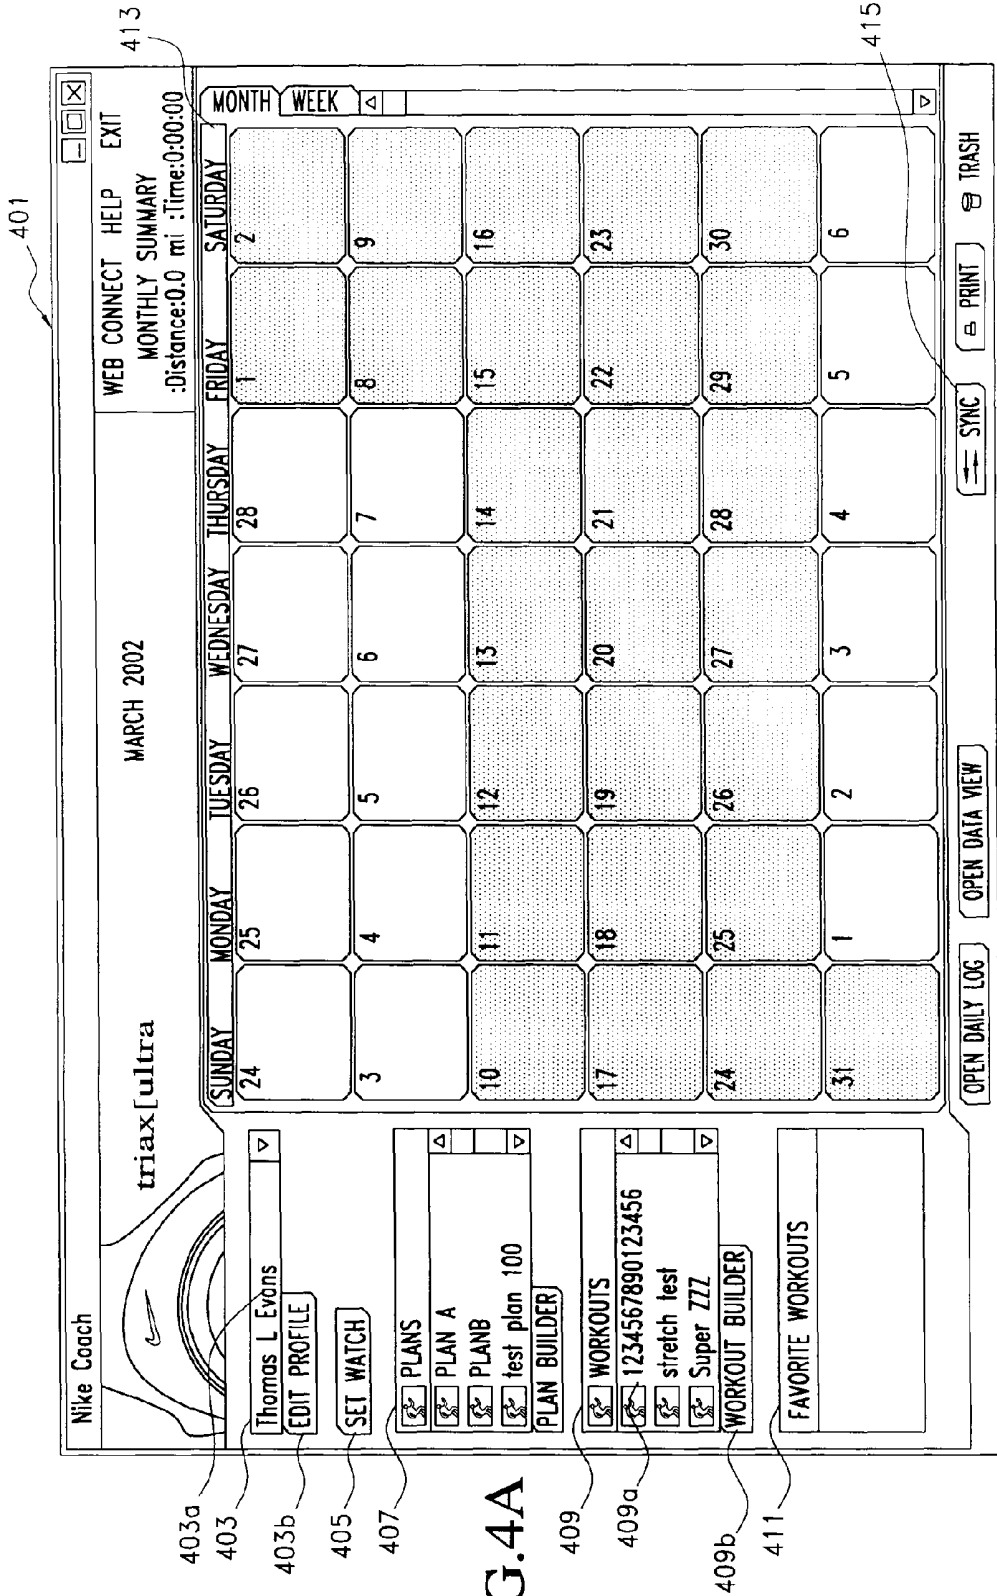 401
Nike Coach
triax[ultra
MARCH 2002
WEB CONNECT HELP EXIT
MONTHLY SUMMARY
:Distance:0.0 mi :Time:0:00:00
413
403a
403
Thomas L Evans
403b
EDIT PROFILE
405
SET WATCH
407
PLANS
PLAN A
PLANB
test plan 100
PLAN BUILDER
409
WORKOUTS
409a
1234567890123456
stretch test
Super ZZZ
409b
WORKOUT BUILDER
411
FAVORITE WORKOUTS
SUNDAY MONDAY TUESDAY WEDNESDAY THURSDAY FRIDAY SATURDAY
MONTH
WEEK
24 25 26 27 28 1 2
3 4 5 6 7 8 9
10 11 12 13 14 15 16
17 18 19 20 21 22 23
24 25 26 27 28 29 30
31 1 2 3 4 5 6
OPEN DAILY LOG OPEN DATA VIEW SYNC PRINT TRASH
415
G.4A